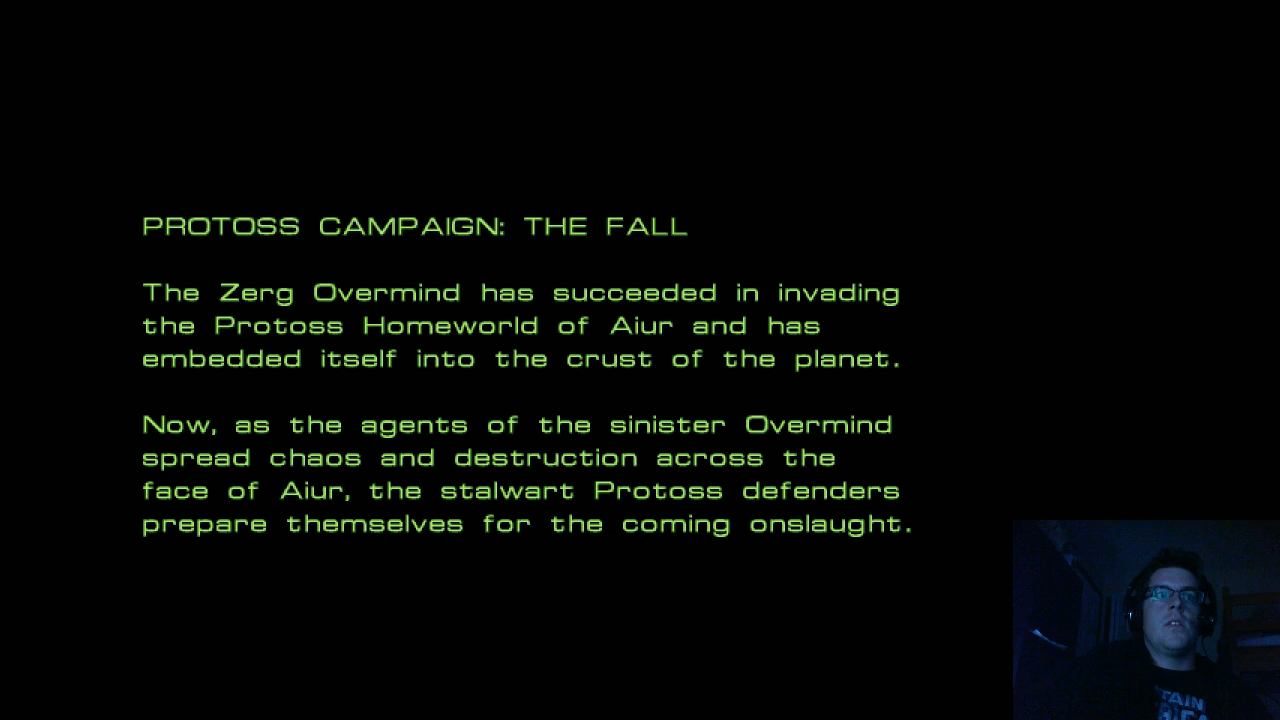 PROTOSS CAMPAIGN: THE FALL
The Zerg Overmind has succeeded in invading
the Protoss Homeworld of Aiur and has
embedded itself into the crust of the planet.
Now, as the agents of the sinister Overmind
spread chaos and destruction across the
face of Aiur, the stalwart Protoss defenders
prepare themselves for the coming onslaught.